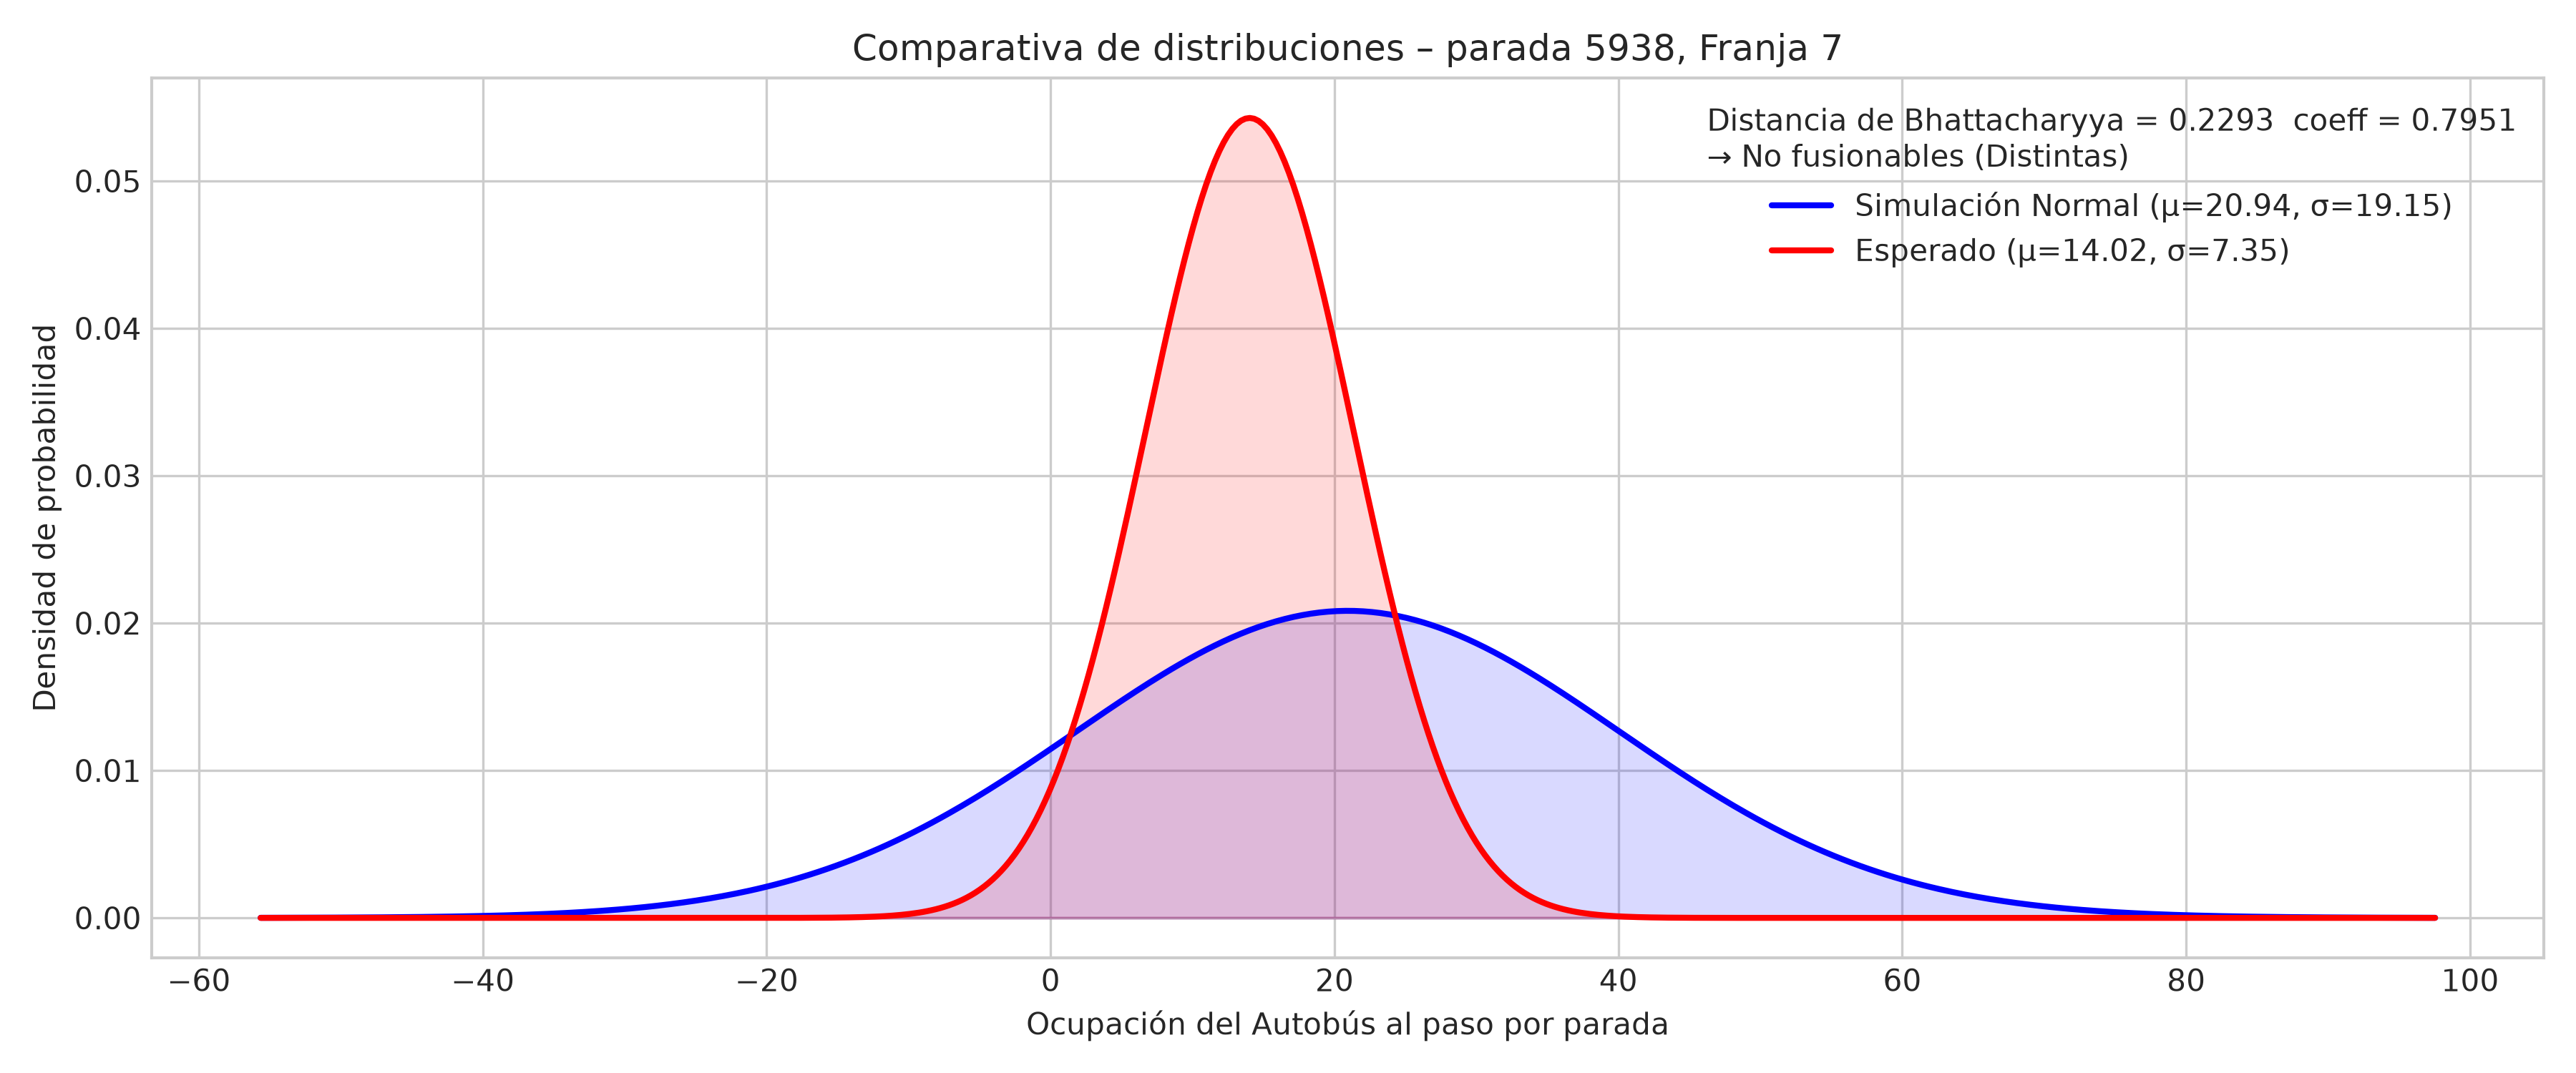 Comparativa de distribuciones – parada 5938, Franja 7
Distancia de Bhattacharyya = 0.2293  coeff = 0.7951
→ No fusionables (Distintas)
Simulación Normal (μ=20.94, σ=19.15)
Esperado (μ=14.02, σ=7.35)
Densidad de probabilidad
0.05
0.04
0.03
0.02
0.01
0.00
−60 −40 −20 0 20 40 60 80 100
Ocupación del Autobús al paso por parada